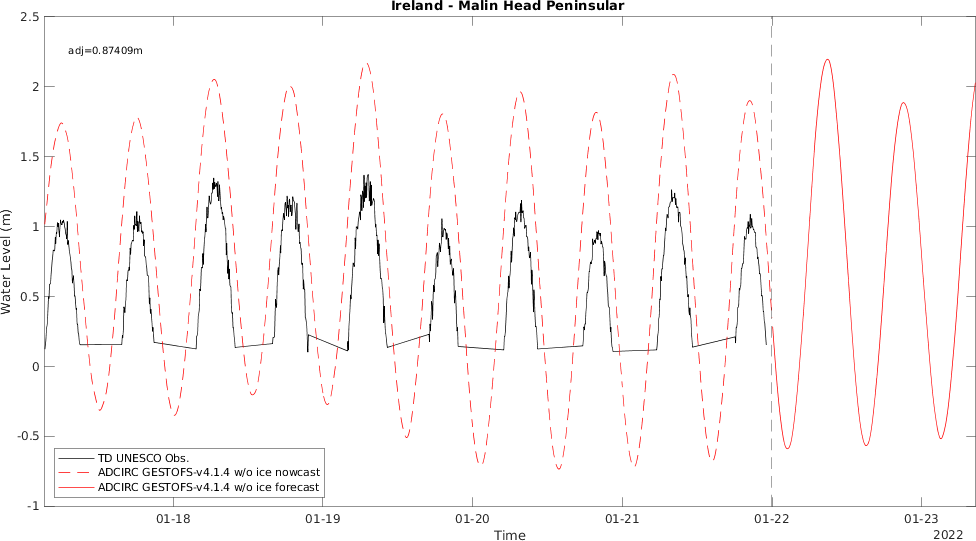 Ireland - Malin Head Peninsular
adj=0.87409m
2.5
2
1.5
1
0.5
0
-0.5
-1
Water Level (m)
TD UNESCO Obs.
ADCIRC GESTOFS-v4.1.4 w/o ice nowcast
ADCIRC GESTOFS-v4.1.4 w/o ice forecast
01-18 01-19 01-20 01-21 01-22 01-23
Time
2022